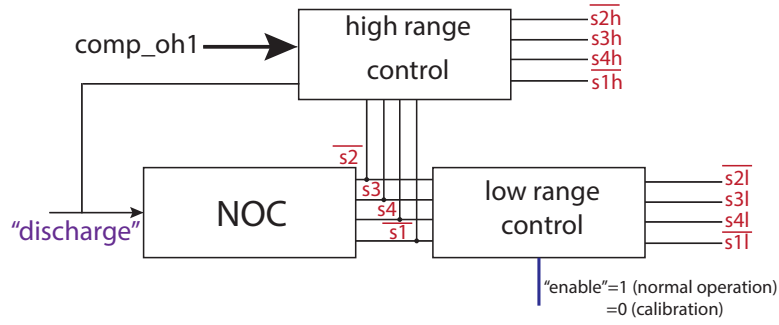 comp_oh1
high range
control
s2h
s3h
s4h
s1h
"discharge"
NOC
s2
s3
s4
s1
low range
control
s2l
s3l
s4l
s1l
"enable"=1 (normal operation)
=0 (calibration)